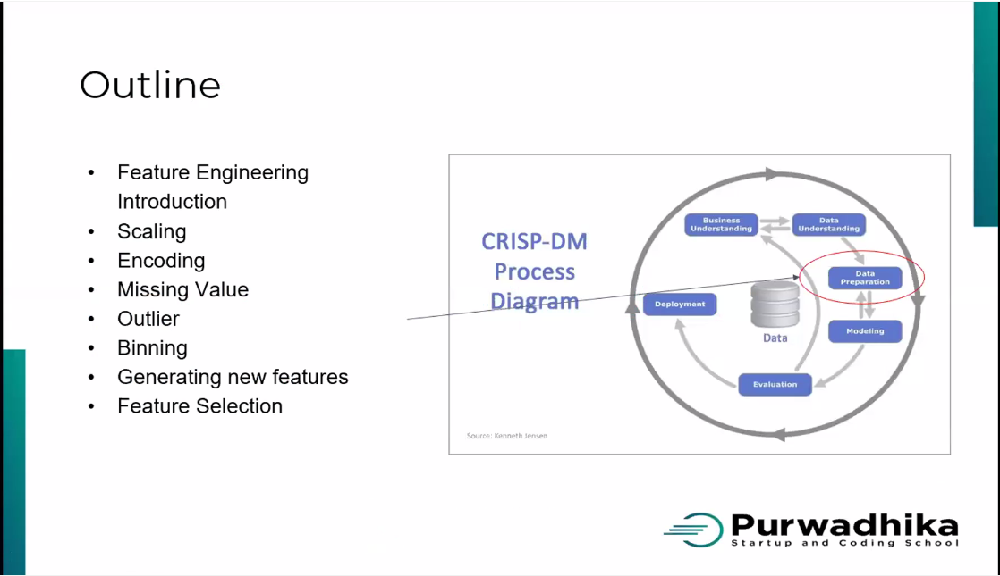 Outline
• Feature Engineering
Introduction
• Scaling
• Encoding
• Missing Value
• Outlier
• Binning
• Generating new features
• Feature Selection
CRISP-DM
Process
Diagram
Business
Understanding
Data
Understanding
Data
Preparation
Modeling
Evaluation
Deployment
Data
Source: Kenneth Jensen
Purwadhika
Startup and Coding School